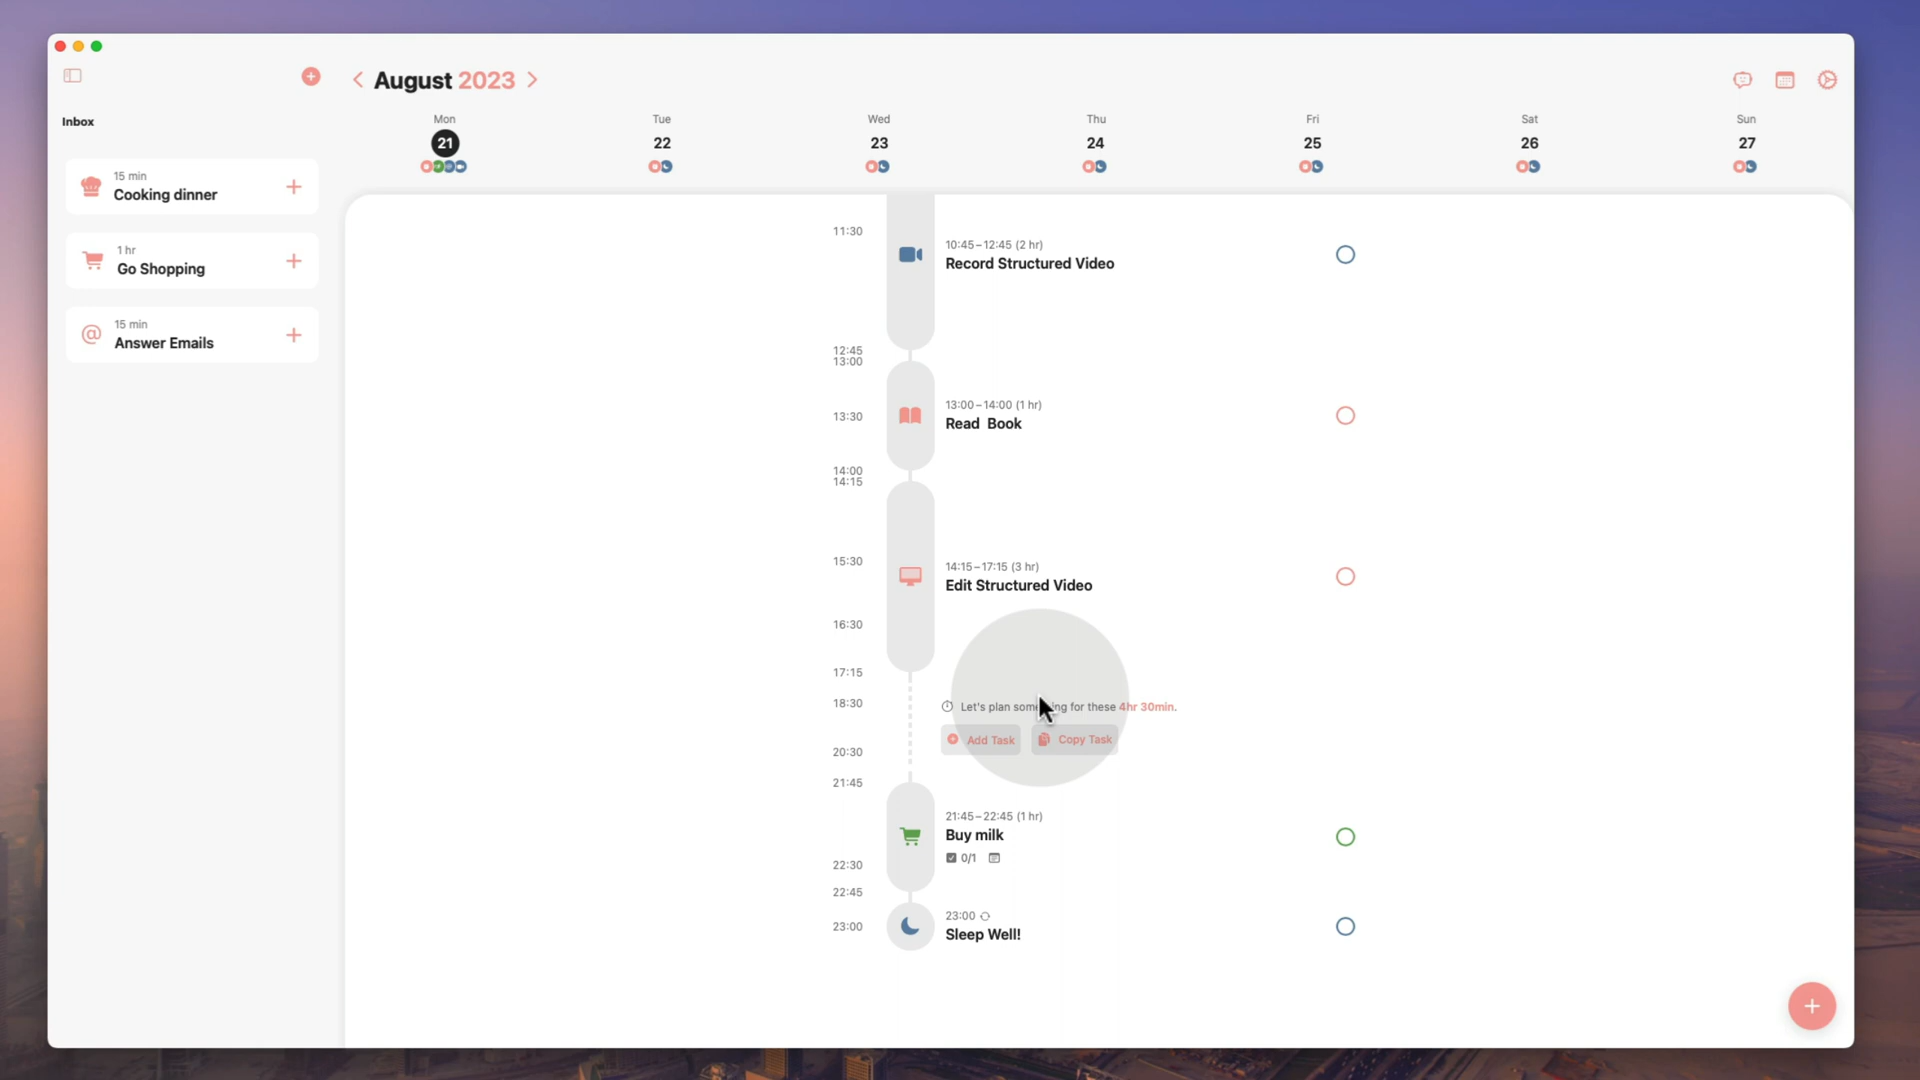 August 2023
Inbox
Mon
Tue
Wed
Thu
Fri
Sat
Sun
21
22
23
24
25
26
27
15 min
Cooking dinner
1 hr
Go Shopping
15 min
Answer Emails
11:30
10:45–12:45 (2 hr)
Record Structured Video
12:45
13:00
13:00–14:00 (1 hr)
13:30
Read Book
14:00
14:15
15:30
14:15–17:15 (3 hr)
Edit Structured Video
16:30
17:15
18:30
Let's plan something for these 4hr 30min.
Add Task
Copy Task
20:30
21:45
21:45–22:45 (1 hr)
Buy milk
0/1
22:30
22:45
23:00
23:00
Sleep Well!